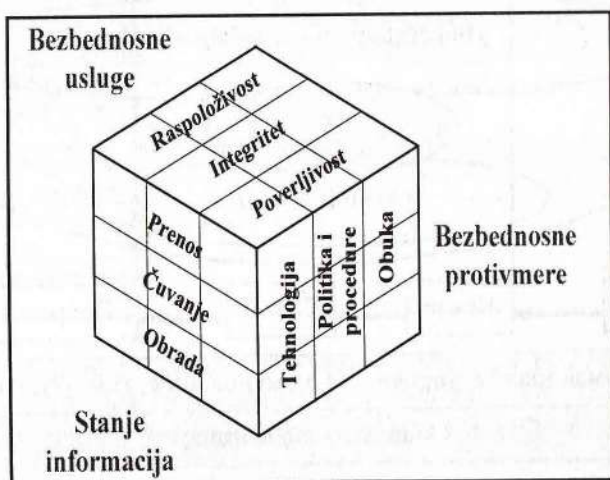 Bezbednosne
usluge
Raspoloživost
Integritet
Poverljivost
Prenos
Čuvanje
Obrada
Tehnologija
Politika i
procedure
Obuka
Bezbednosne
protivmere
Stanje
informacija